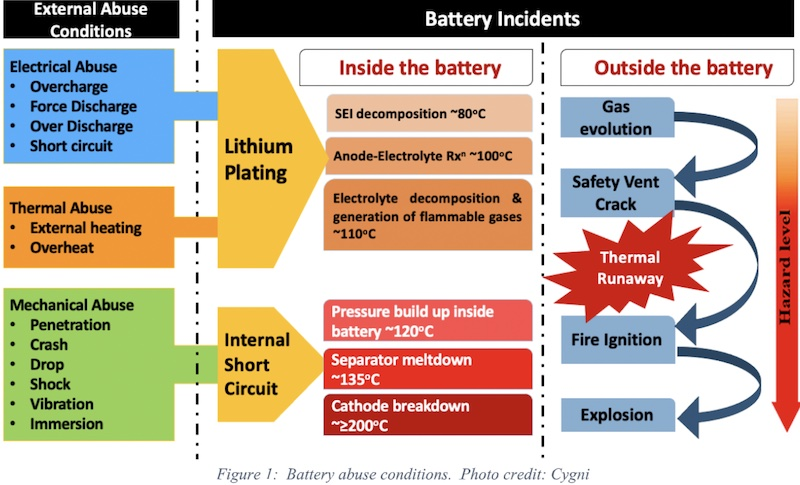 External Abuse
Conditions
Battery Incidents
Electrical Abuse
• Overcharge
• Force Discharge
• Over Discharge
• Short circuit
Thermal Abuse
• External heating
• Overheat
Mechanical Abuse
• Penetration
• Crash
• Drop
• Shock
• Vibration
• Immersion
Lithium
Plating
Internal
Short
Circuit
Inside the battery
SEI decomposition ~80°C
Anode-Electrolyte Rxⁿ ~100°C
Electrolyte decomposition &
generation of flammable gases
~110°C
Pressure build up inside
battery ~120°C
Separator meltdown
~135°C
Cathode breakdown
~≥200°C
Outside the battery
Gas
evolution
Safety Vent
Crack
Thermal
Runaway
Fire Ignition
Explosion
Hazard level
Figure 1: Battery abuse conditions. Photo credit: Cygni